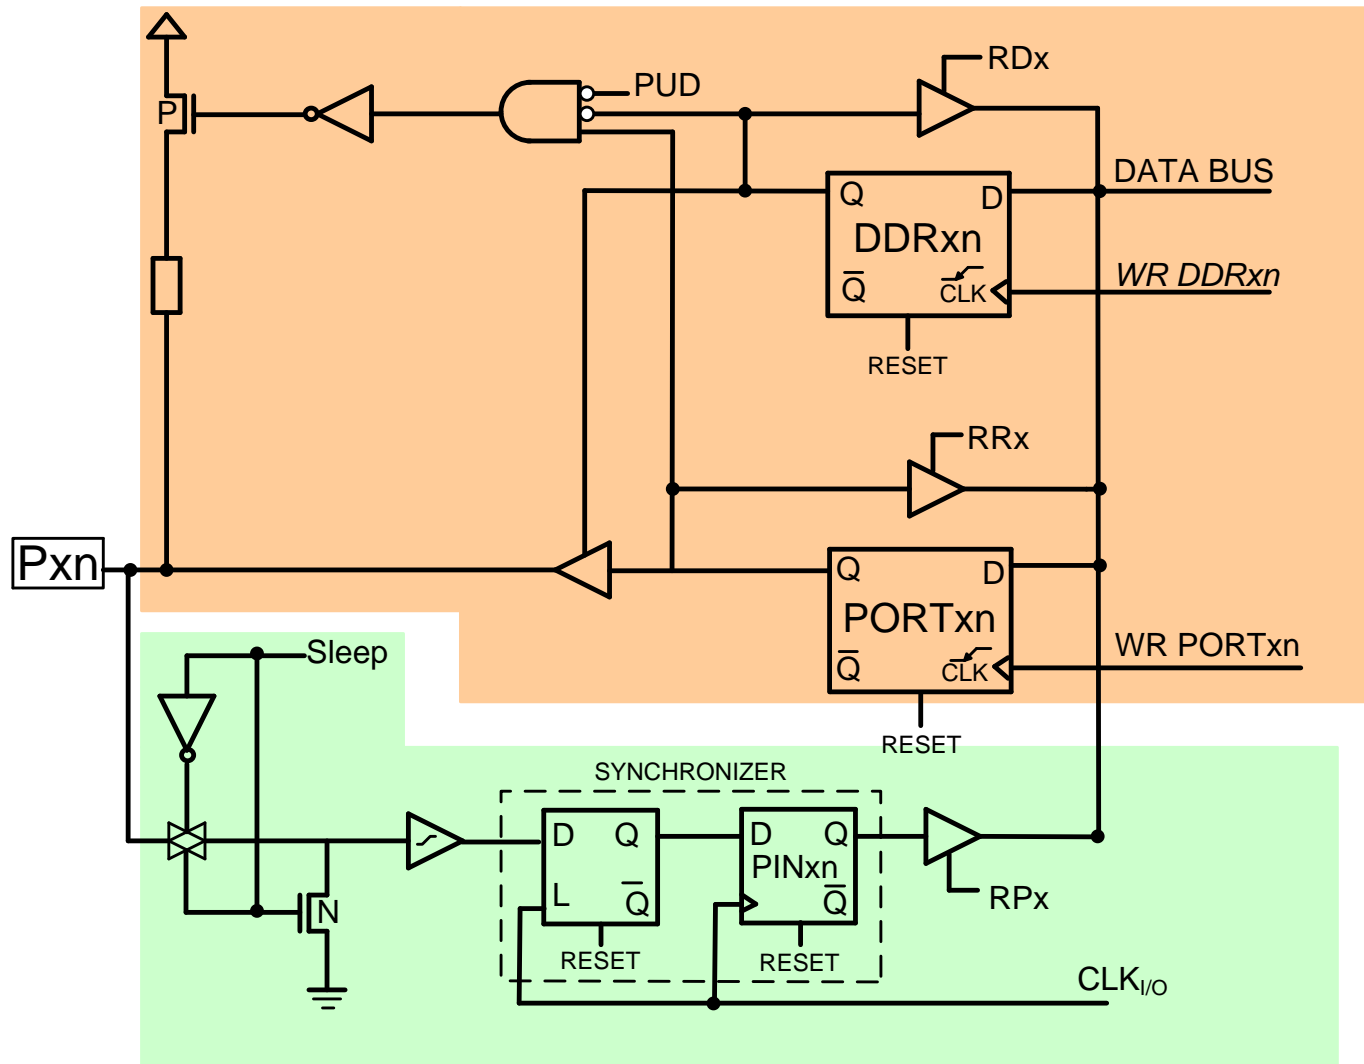 RDx
P
PUD
DATA BUS
Q
D
DDRxn
Q
CLK
WR DDRxn
RESET
RRx
Pxn
Q
D
PORTxn
WR PORTxn
Q
CLK
Sleep
RESET
SYNCHRONIZER
D
Q
D
Q
PINxn
L
Q
Q
N
RPx
RESET
RESET
CLKI/O